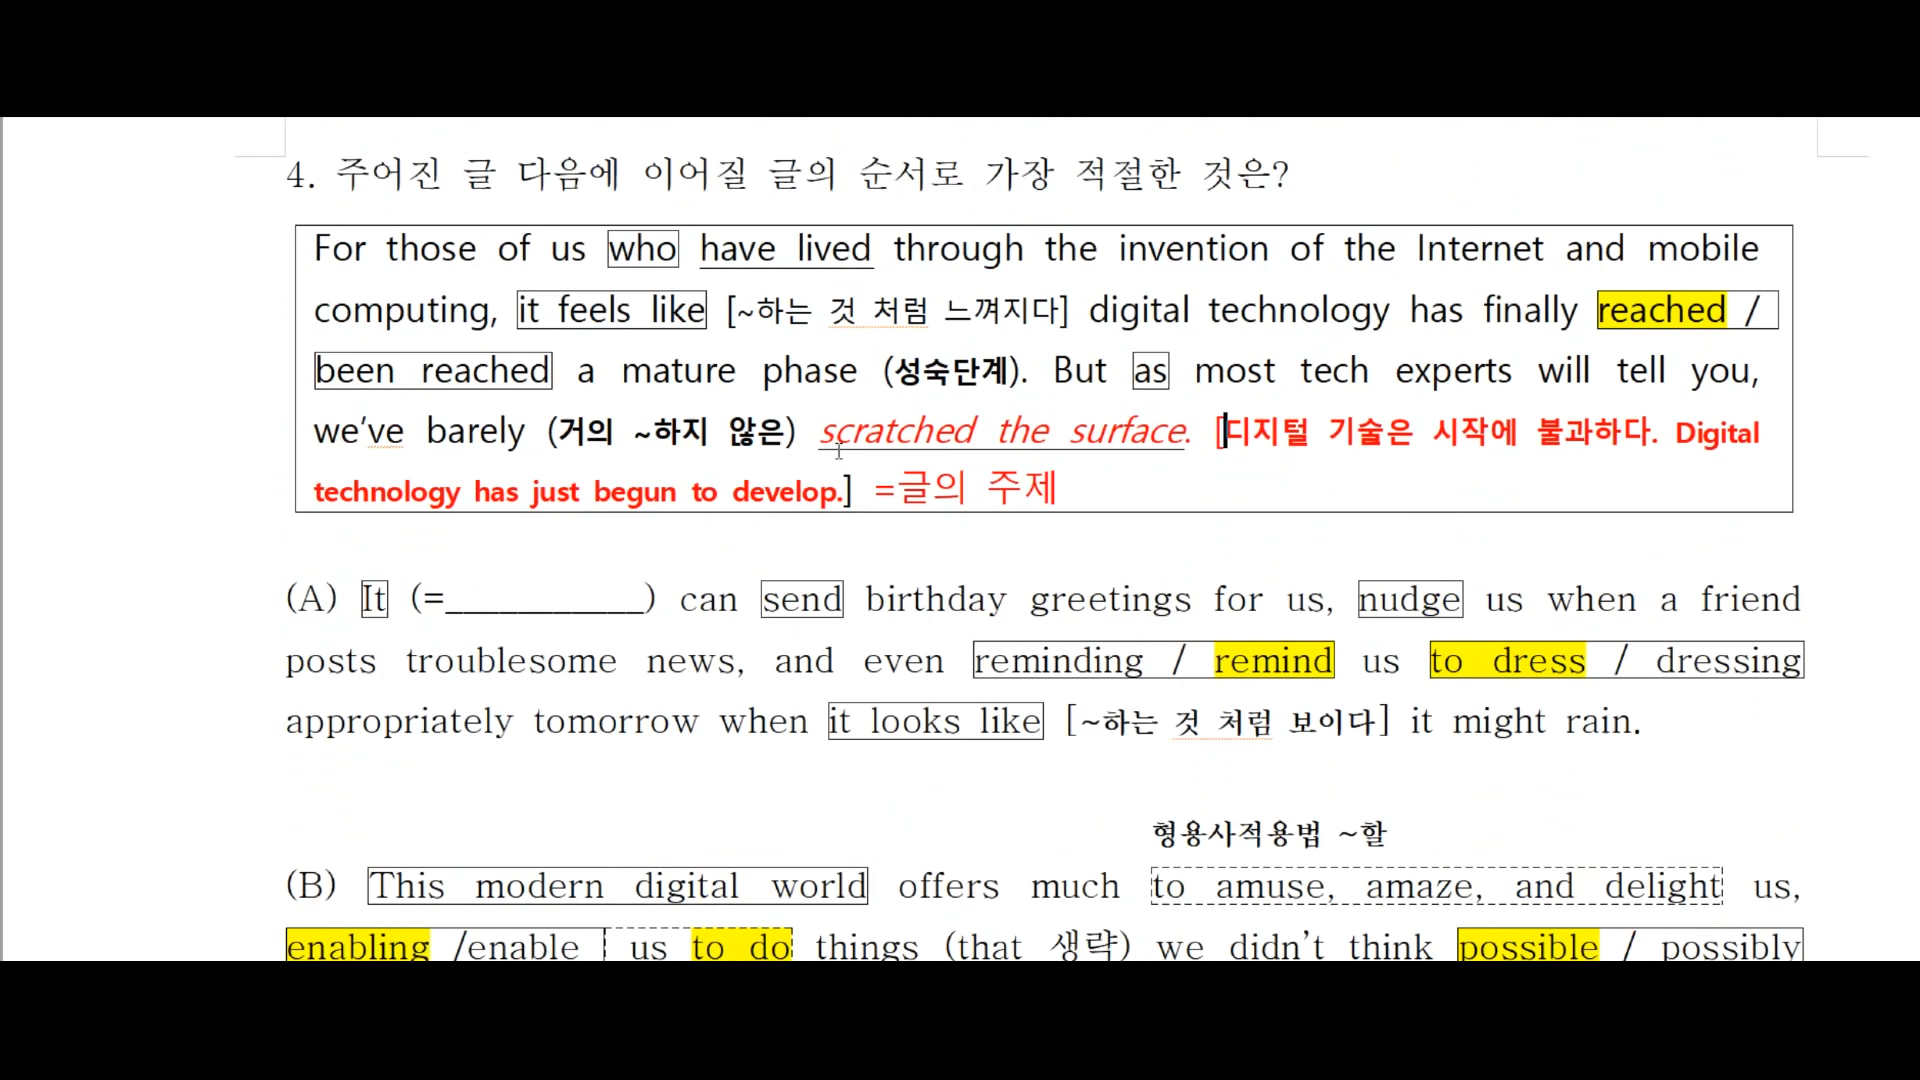 4. 주어진 글 다음에 이어질 글의 순서로 가장 적절한 것은?
For those of us who have lived through the invention of the Internet and mobile
computing, it feels like [~하는 것 처럼 느껴지다] digital technology has finally reached /
been reached a mature phase (성숙단계). But as most tech experts will tell you,
we've barely (거의 ~하지 않은) scratched the surface. [디지털 기술은 시작에 불과하다. Digital
technology has just begun to develop.] =글의 주제
(A) It (=___________) can send birthday greetings for us, nudge us when a friend
posts troublesome news, and even reminding / remind us to dress / dressing
appropriately tomorrow when it looks like [~하는 것 처럼 보이다] it might rain.
형용사적용법 ~할
(B) This modern digital world offers much to amuse, amaze, and delight us,
enabling /enable us to do things (that 생략) we didn't think possible / possibly